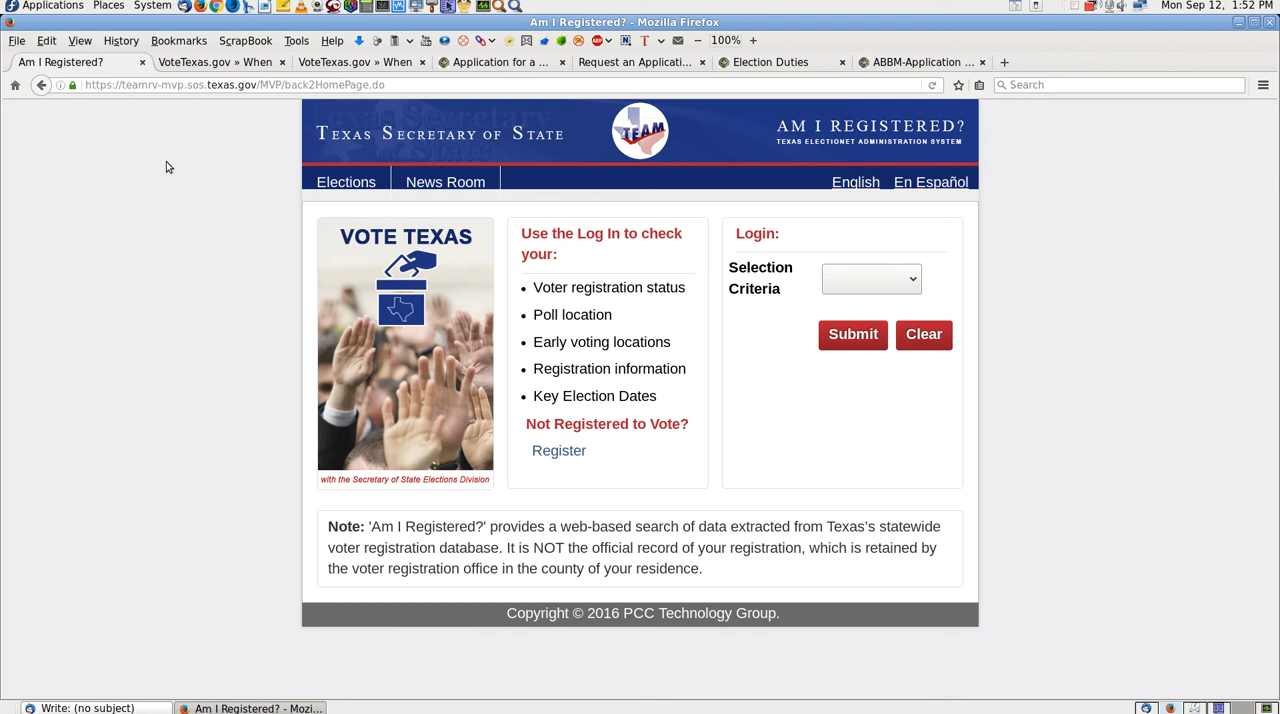 Applications Places System Mon Sep 12, 1:52 PM
Am I Registered? - Mozilla Firefox
File Edit View History Bookmarks ScrapBook Tools Help 100%
Am I Registered? VoteTexas.gov » When VoteTexas.gov » When Application for a ... Request an Applicati... Election Duties ABBM-Application ...
https://teamrv-mvp.sos.texas.gov/MVP/back2HomePage.do Search
Texas Secretary of State
TEAM
AM I REGISTERED?
TEXAS ELECTIONET ADMINISTRATION SYSTEM
Elections News Room English En Español
VOTE TEXAS
with the Secretary of State Elections Division
Use the Log In to check
your:
• Voter registration status
• Poll location
• Early voting locations
• Registration information
• Key Election Dates
Not Registered to Vote?
Register
Login:
Selection
Criteria
Submit Clear
Note: 'Am I Registered?' provides a web-based search of data extracted from Texas's statewide
voter registration database. It is NOT the official record of your registration, which is retained by
the voter registration office in the county of your residence.
Copyright © 2016 PCC Technology Group.
Write: (no subject) Am I Registered? - Mozi...